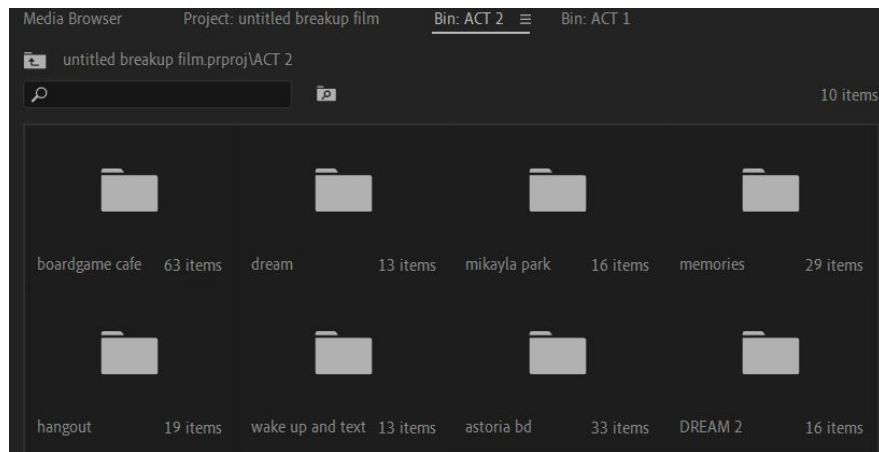 Media Browser Project: untitled breakup film Bin: ACT 2 Bin: ACT 1
untitled breakup film.prproj\ACT 2
10 items
boardgame cafe 63 items dream 13 items mikayla park 16 items memories 29 items
hangout 19 items wake up and text 13 items astoria bd 33 items DREAM 2 16 items